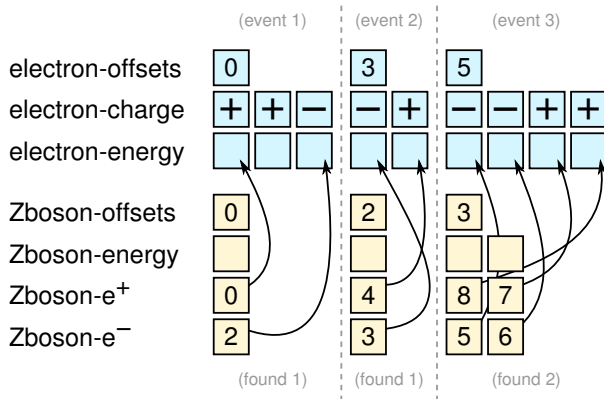 (event 1) (event 2) (event 3)
electron-offsets 0 3 5
electron-charge + + − − + − − + +
electron-energy
Zboson-offsets 0 2 3
Zboson-energy
Zboson-e⁺ 0 4 8 7
Zboson-e⁻ 2 3 5 6
(found 1) (found 1) (found 2)